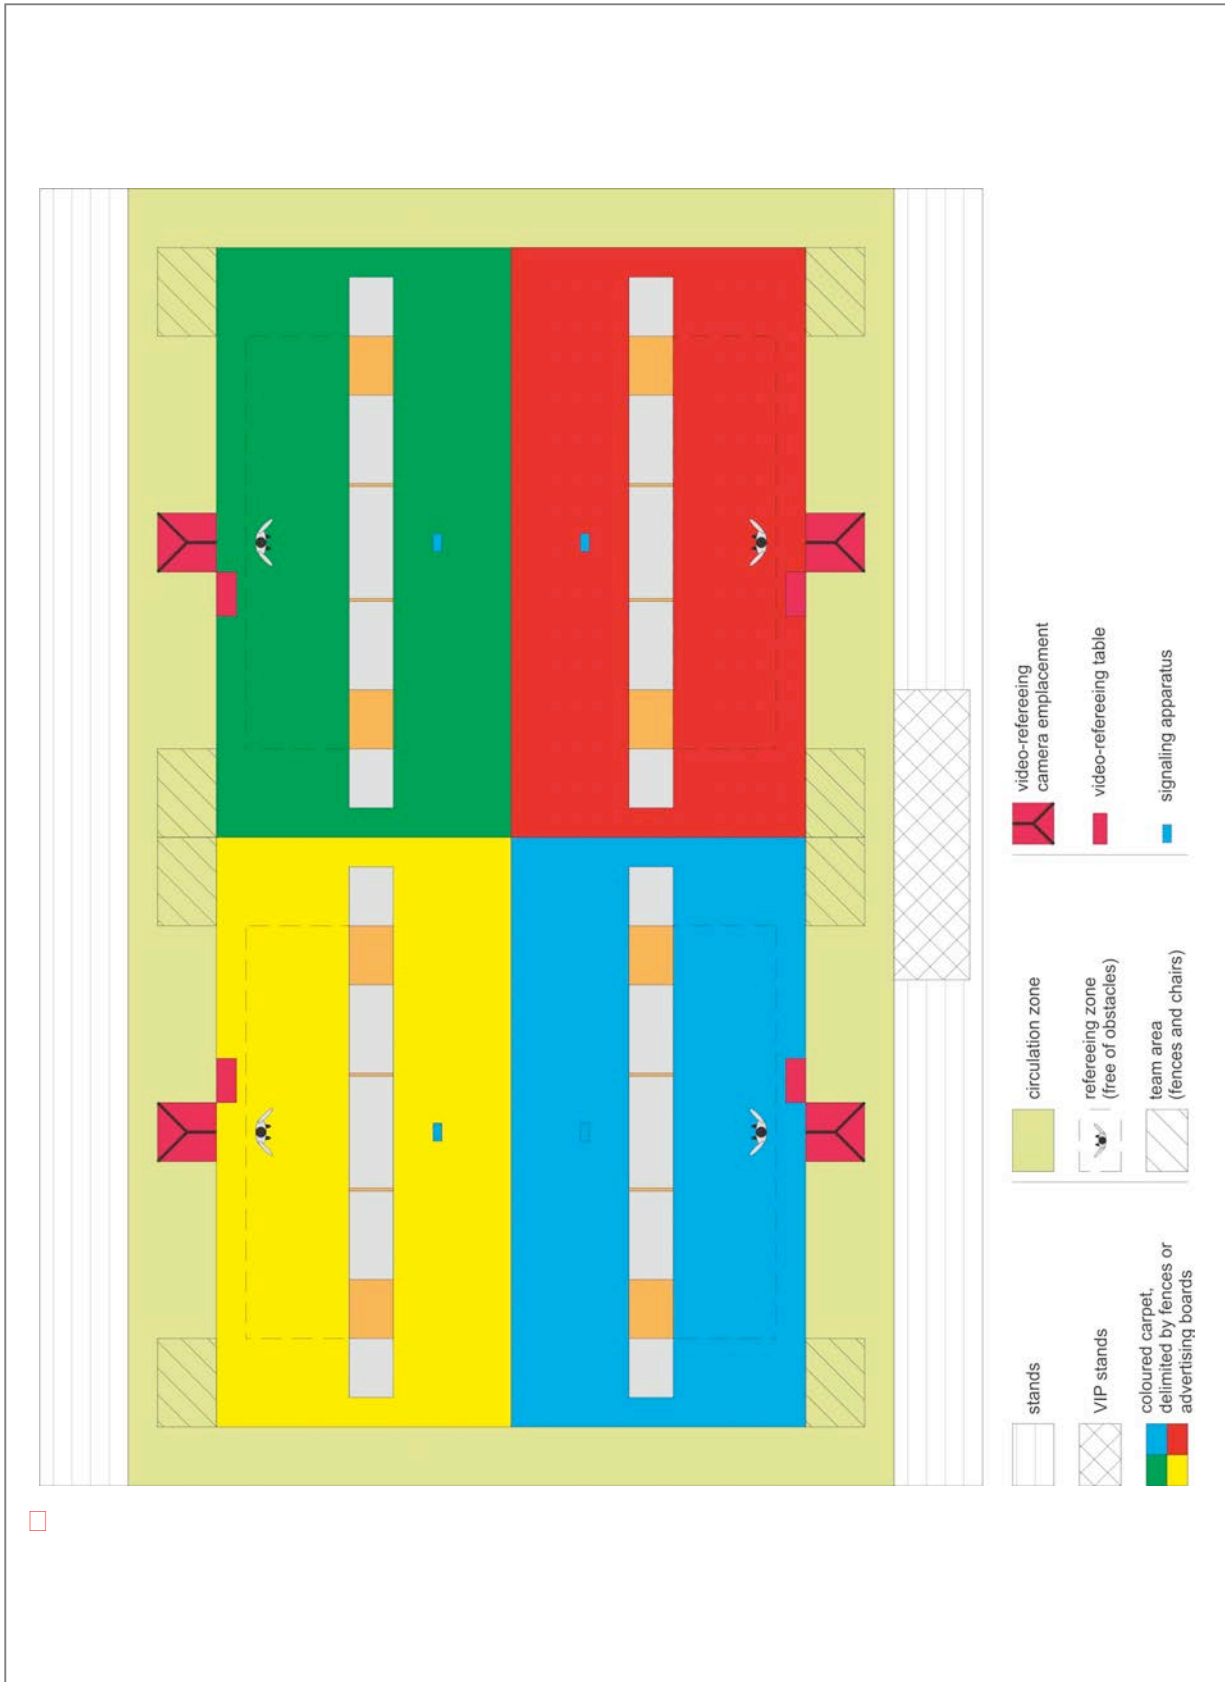 stands
VIP stands
coloured carpet,
delimited by fences or
advertising boards
circulation zone
refereeing zone
(free of obstacles)
team area
(fences and chairs)
video-refereeing
camera emplacement
video-refereeing table
signaling apparatus